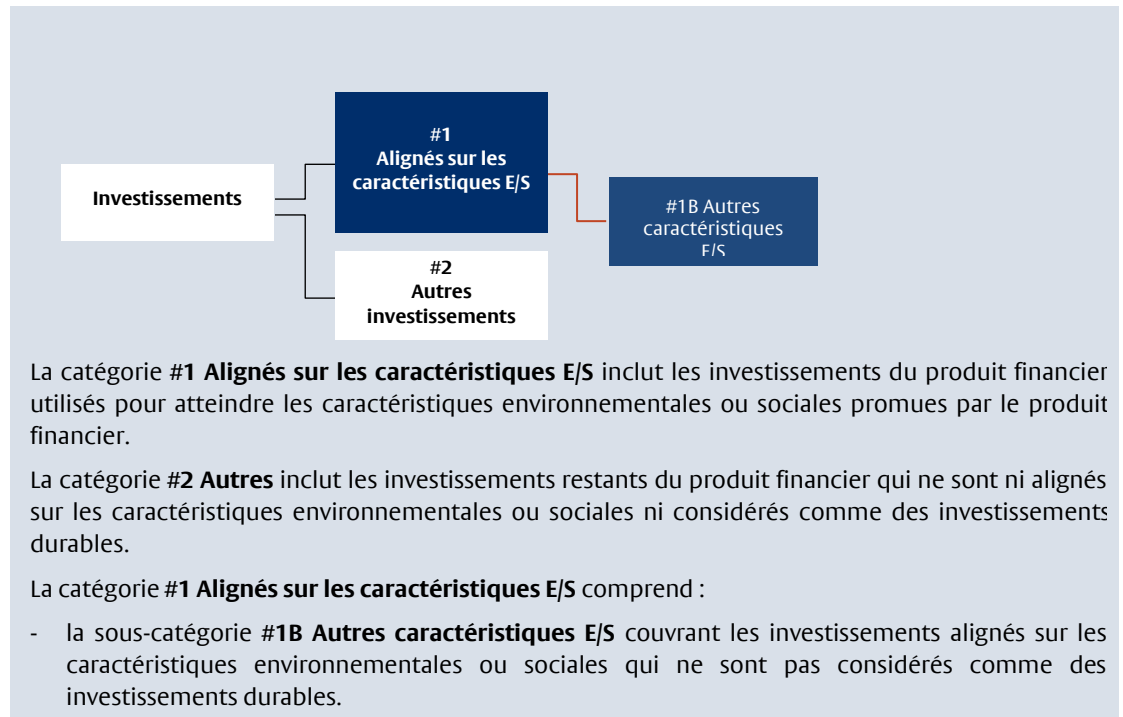 #1
Alignés sur les
caractéristiques E/S
Investissements
#1B Autres
caractéristiques
E/S
#2
Autres
investissements
La catégorie #1 Alignés sur les caractéristiques E/S inclut les investissements du produit financier
utilisés pour atteindre les caractéristiques environnementales ou sociales promues par le produit
financier.
La catégorie #2 Autres inclut les investissements restants du produit financier qui ne sont ni alignés
sur les caractéristiques environnementales ou sociales ni considérés comme des investissements
durables.
La catégorie #1 Alignés sur les caractéristiques E/S comprend :
- la sous-catégorie #1B Autres caractéristiques E/S couvrant les investissements alignés sur les
caractéristiques environnementales ou sociales qui ne sont pas considérés comme des
investissements durables.